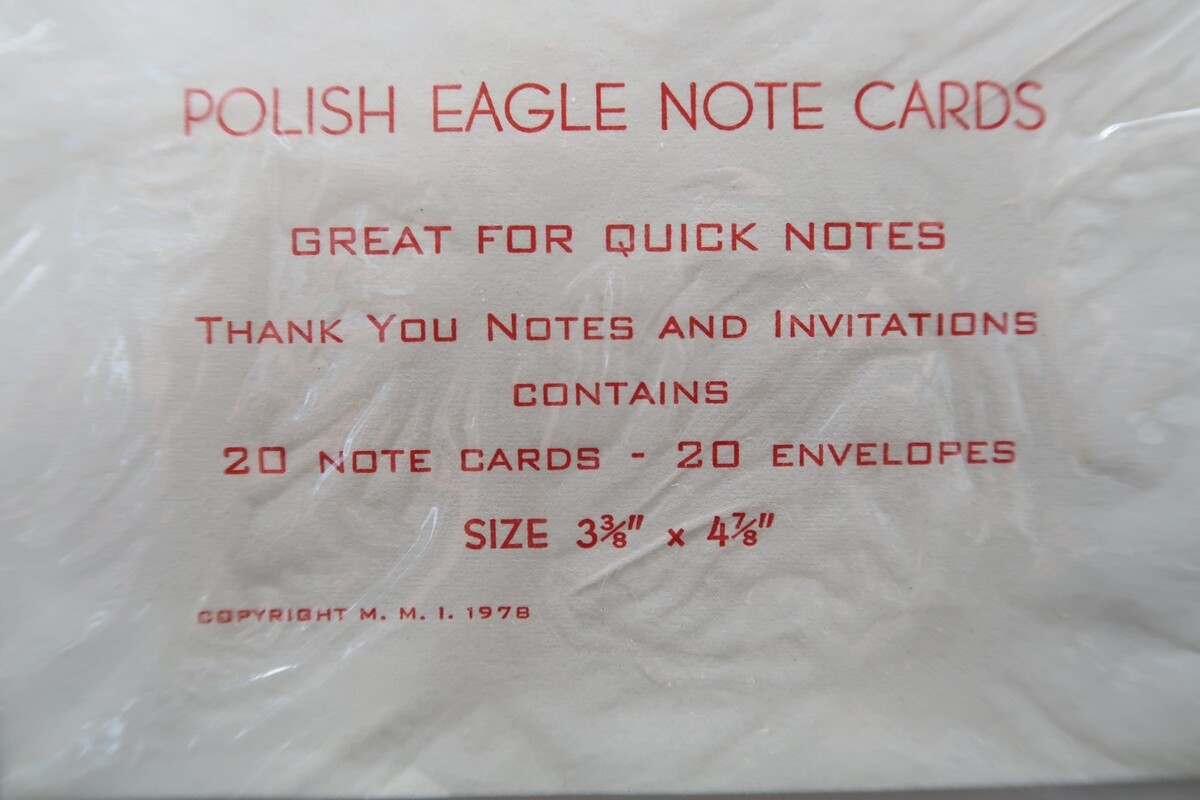 POLISH EAGLE NOTE CARDS
GREAT FOR QUICK NOTES
THANK YOU NOTES AND INVITATIONS
CONTAINS
20 NOTE CARDS - 20 ENVELOPES
SIZE 3⅜" x 4⅞"
COPYRIGHT M. M. I. 1978